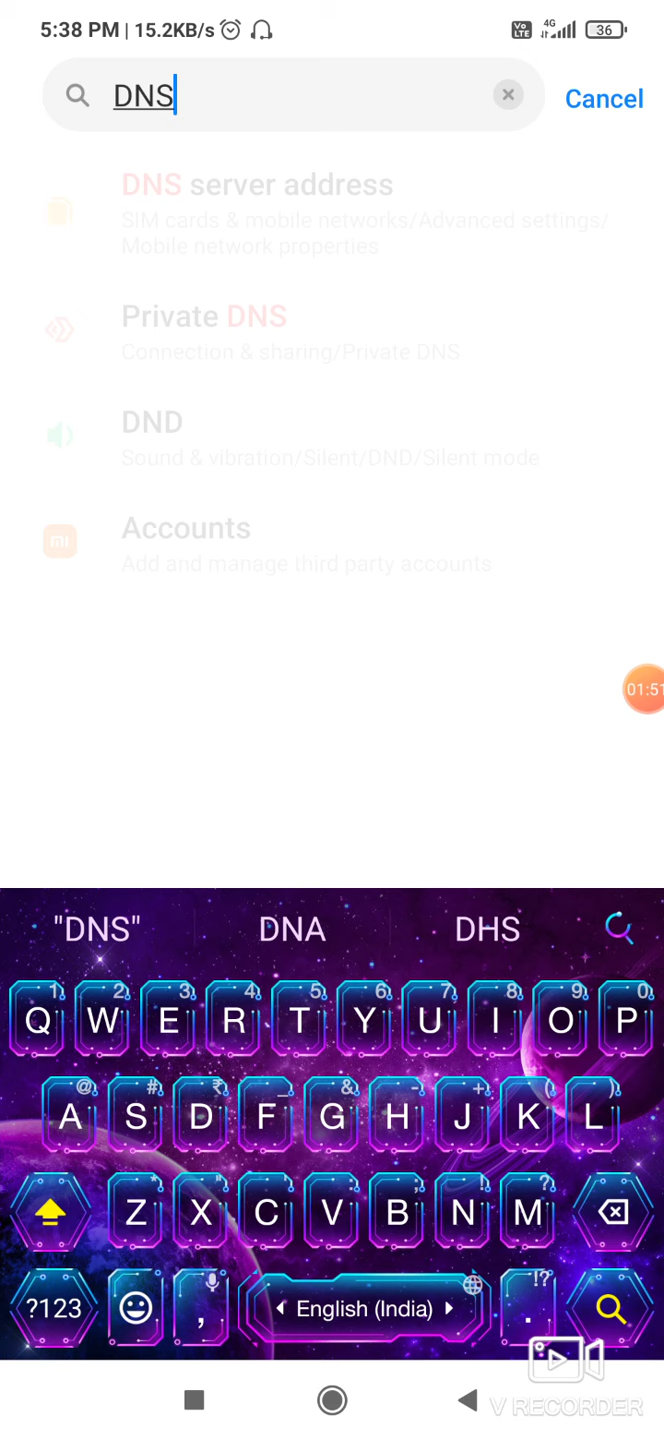 5:38 PM | 15.2KB/s Vo LTE 4G 36
DNS
Cancel
DNS server address
SIM cards & mobile networks/Advanced settings/
Mobile network properties
Private DNS
Connection & sharing/Private DNS
DND
Sound & vibration/Silent/DND/Silent mode
mi Accounts
Add and manage third party accounts
01:51
"DNS" DNA DHS
1 2 3 4 5 6 7 8 9 0
Q W E R T Y U I O P
@ # ₹ _ & - + ( )
A S D F G H J K L
* " ' : ; ! ?
Z X C V B N M
?123 , English (India) . !?
V RECORDER